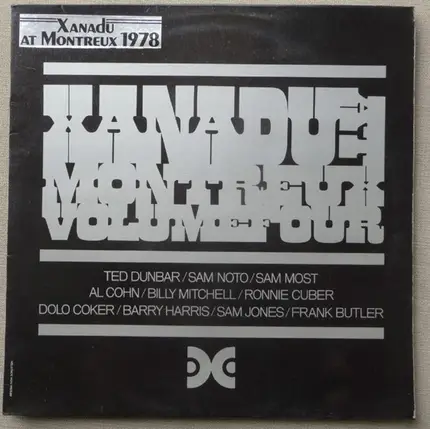 XANADU
AT MONTREUX 1978
XANADU AT
MONTREUX
VOLUME FOUR
TED DUNBAR / SAM NOTO / SAM MOST
AL COHN / BILLY MITCHELL / RONNIE CUBER
DOLO COKER / BARRY HARRIS / SAM JONES / FRANK BUTLER